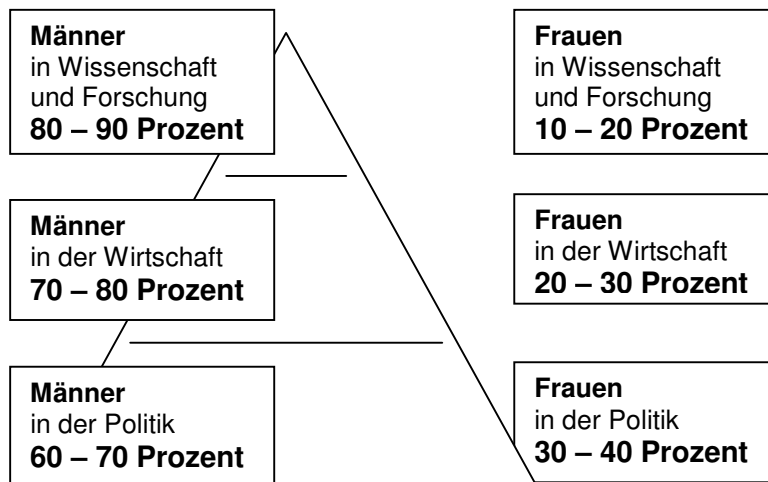 Männer
in Wissenschaft
und Forschung
80 – 90 Prozent
Frauen
in Wissenschaft
und Forschung
10 – 20 Prozent
Männer
in der Wirtschaft
70 – 80 Prozent
Frauen
in der Wirtschaft
20 – 30 Prozent
Männer
in der Politik
60 – 70 Prozent
Frauen
in der Politik
30 – 40 Prozent